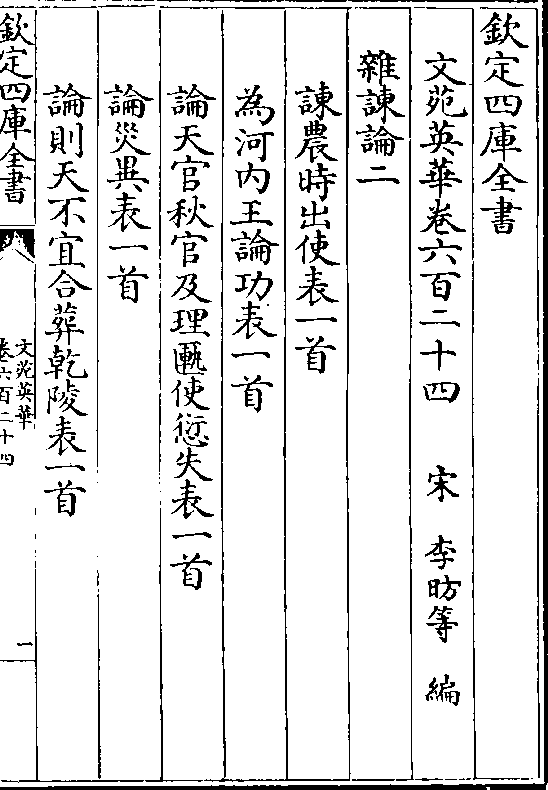 欽定四庫全書
文苑英華卷六百二十四 宋 李昉等 編
雜諫論二
諫農時出使表一首
為河内王論功表一首
論天官秋官及理匭使愆失表一首
論災異表一首
論則天不宜合葬乾陵表一首
欽定四庫全書
文苑英華
卷六百二十四
一